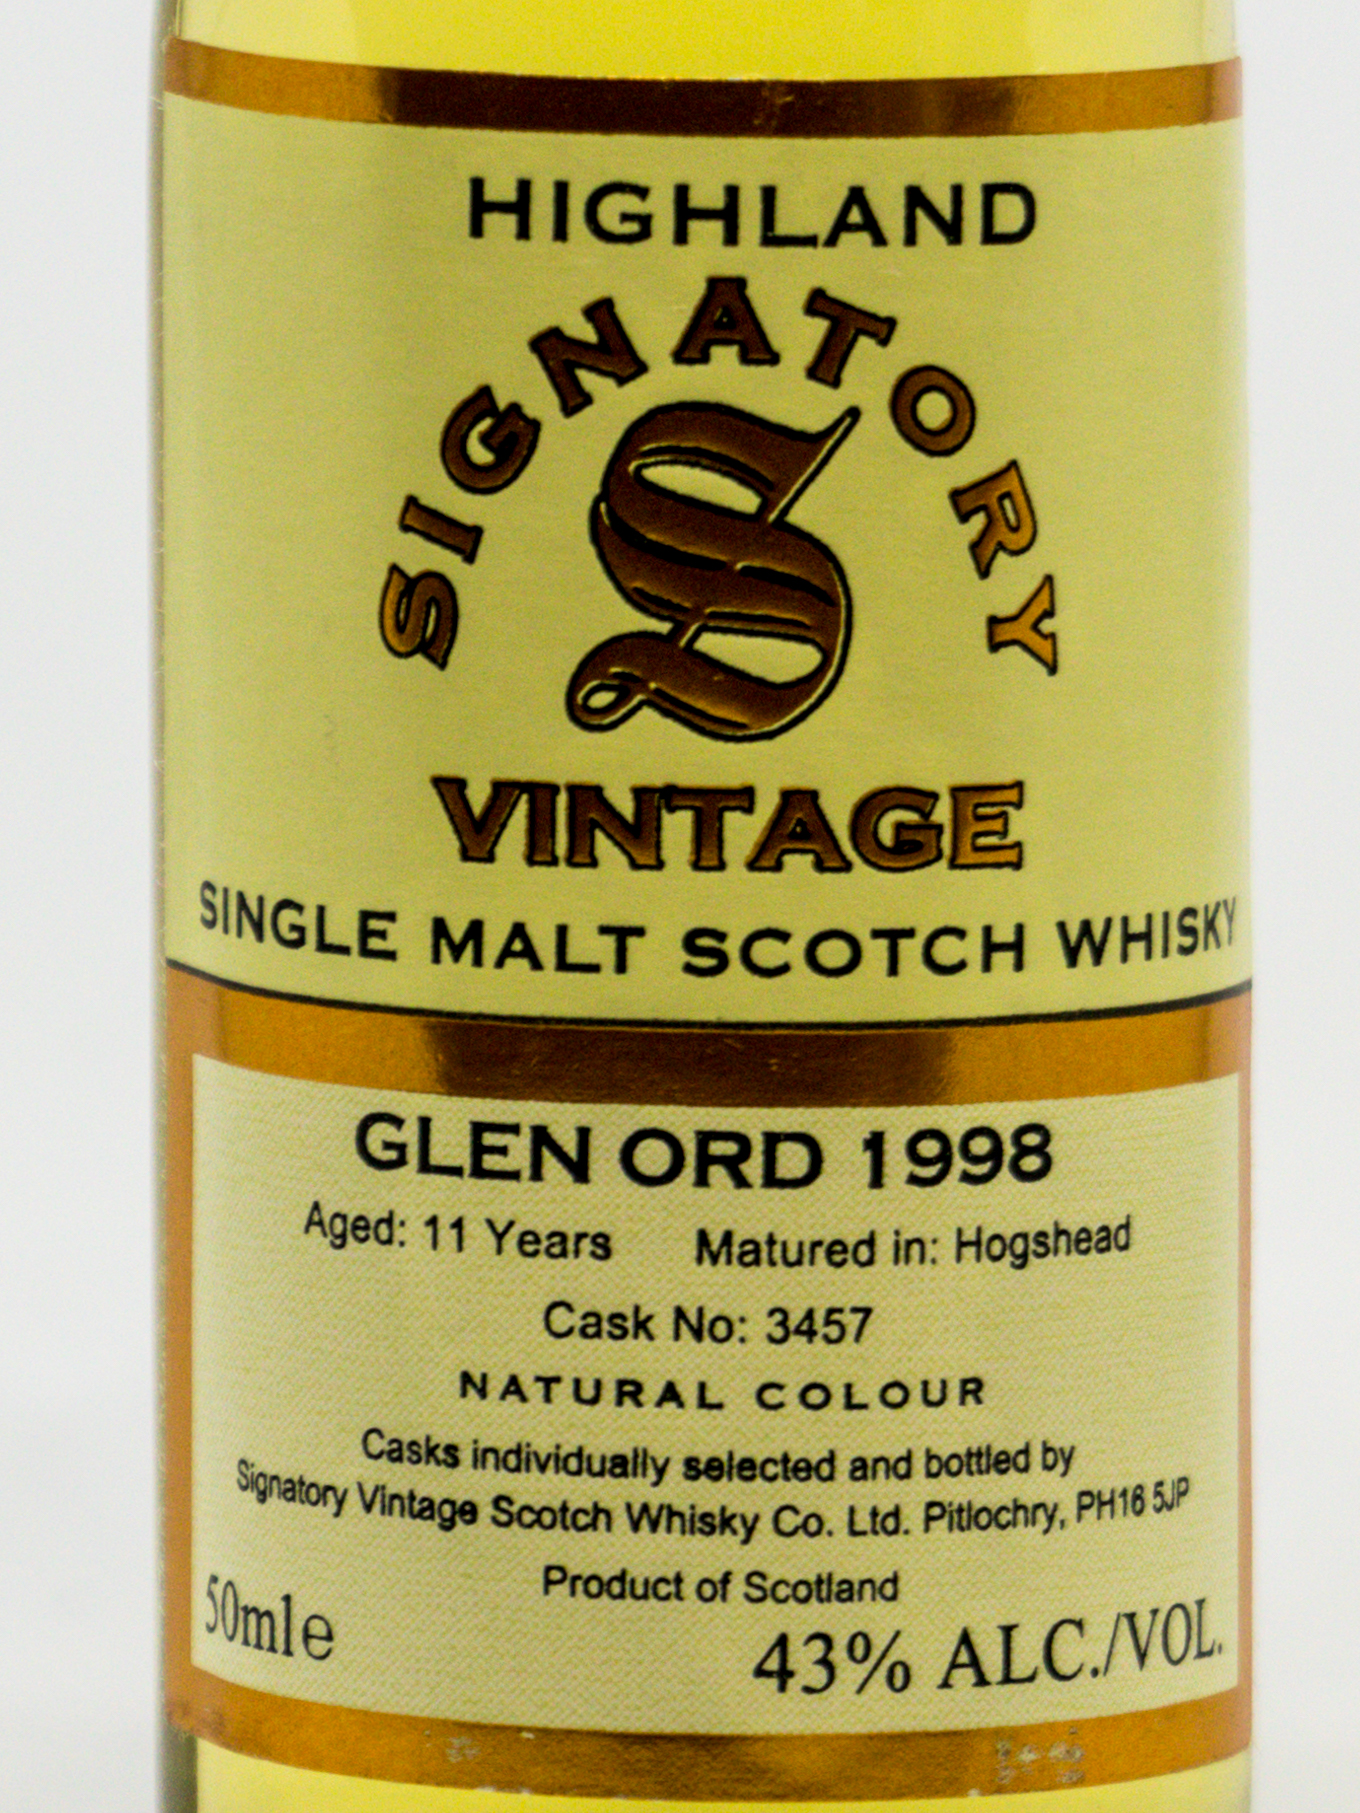 HIGHLAND
SIGNATORY
S
VINTAGE
SINGLE MALT SCOTCH WHISKY
GLEN ORD 1998
Aged: 11 Years Matured in: Hogshead
Cask No: 3457
NATURAL COLOUR
Casks individually selected and bottled by
Signatory Vintage Scotch Whisky Co. Ltd. Pitlochry, PH16 5JP
Product of Scotland
50ml e
43% ALC./VOL.